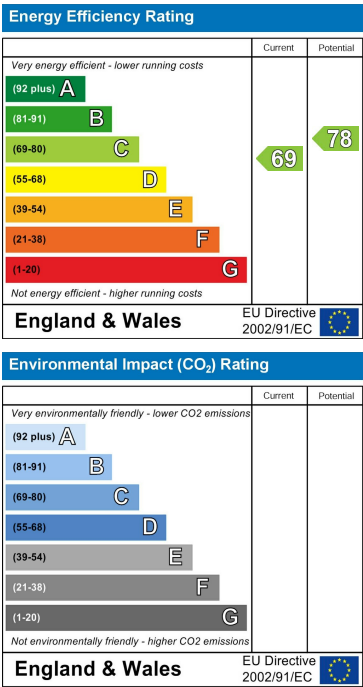 Energy Efficiency Rating
Current Potential
Very energy efficient - lower running costs
(92 plus) A
(81-91) B
(69-80) C
(55-68) D
(39-54) E
(21-38) F
(1-20) G
69
78
Not energy efficient - higher running costs
England & Wales
EU Directive
2002/91/EC
Environmental Impact (CO₂) Rating
Current Potential
Very environmentally friendly - lower CO2 emissions
(92 plus) A
(81-91) B
(69-80) C
(55-68) D
(39-54) E
(21-38) F
(1-20) G
Not environmentally friendly - higher CO2 emissions
England & Wales
EU Directive
2002/91/EC